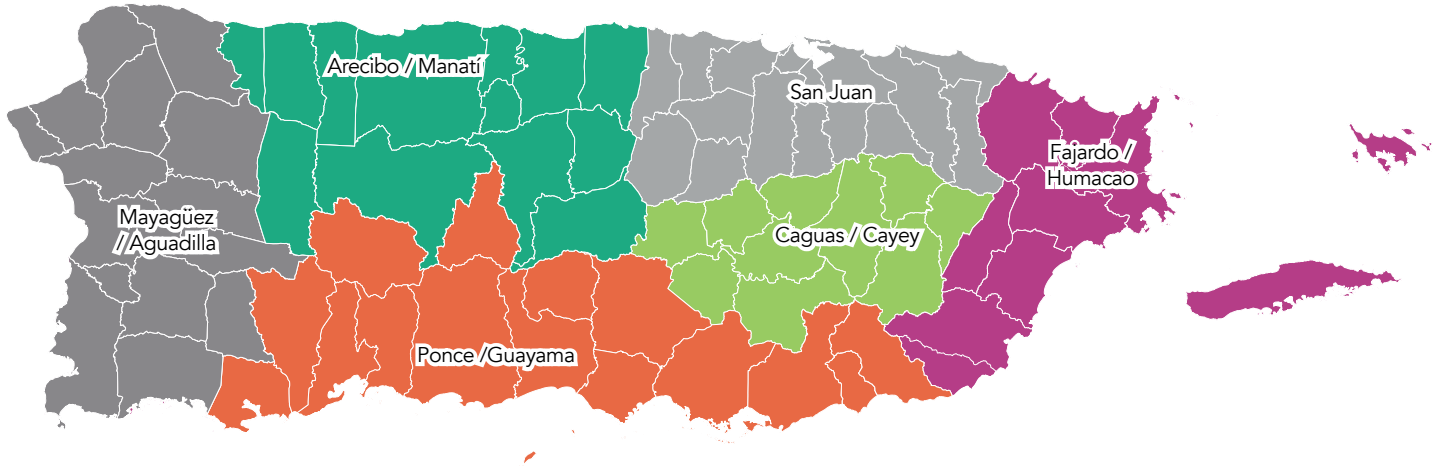 Arecibo / Manatí
San Juan
Fajardo /
Humacao
Mayagüez
/ Aguadilla
Caguas / Cayey
Ponce /Guayama